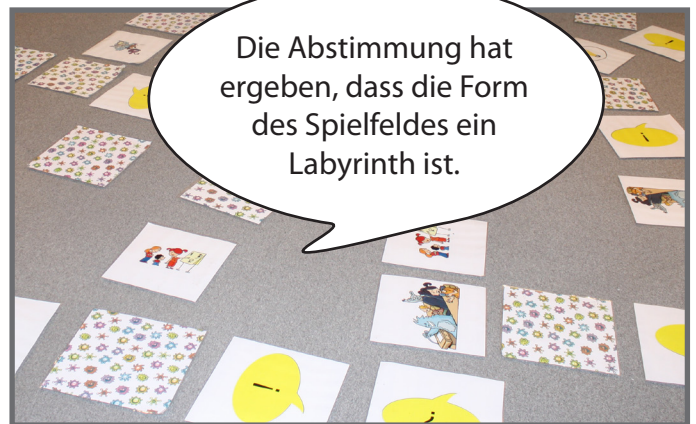 Die Abstimmung hat
ergeben, dass die Form
des Spielfeldes ein
Labyrinth ist.
!
!
!